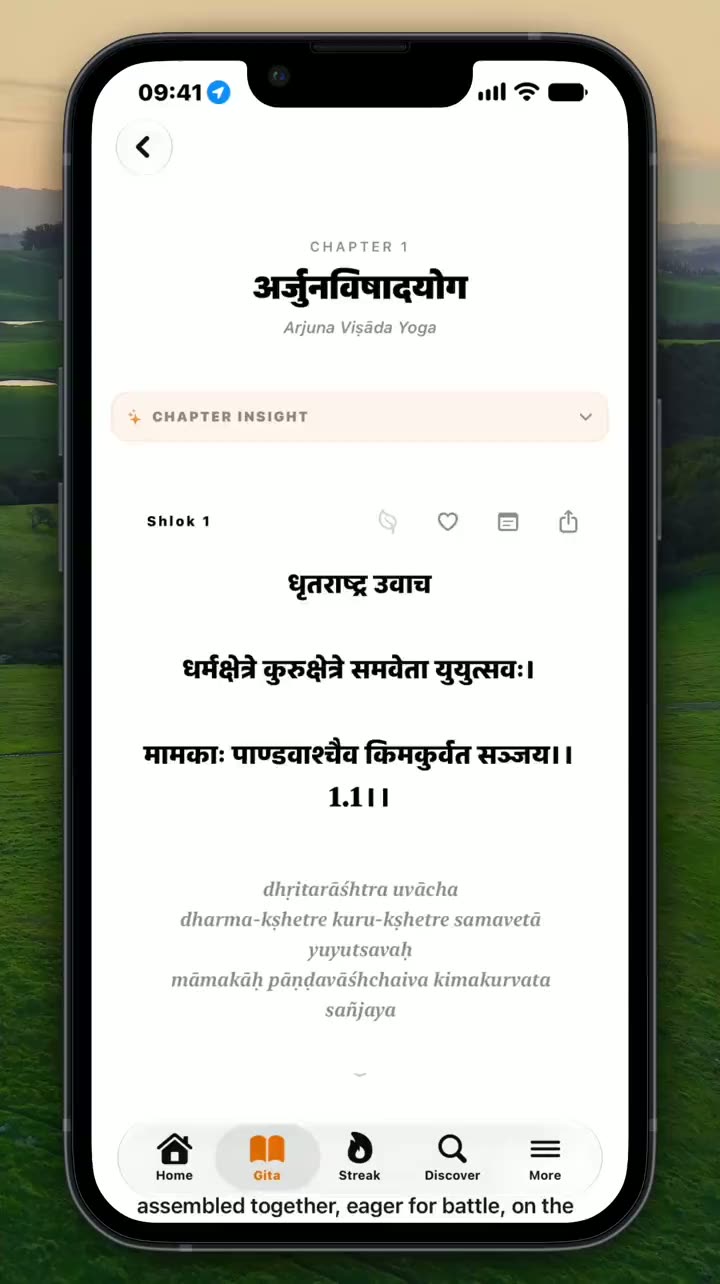 09:41
CHAPTER 1
अर्जुनविषादयोग
Arjuna Viṣāda Yoga
CHAPTER INSIGHT
Shlok 1
धृतराष्ट्र उवाच
धर्मक्षेत्रे कुरुक्षेत्रे समवेता युयुत्सवः।
मामकाः पाण्डवाश्चैव किमकुर्वत सञ्जय।।
1.1।।
dhṛitarāśhtra uvācha
dharma-kṣhetre kuru-kṣhetre samavetā
yuyutsavaḥ
māmakāḥ pāṇḍavāśhchaiva kimakurvata
sañjaya
Home Gita Streak Discover More
assembled together, eager for battle, on the